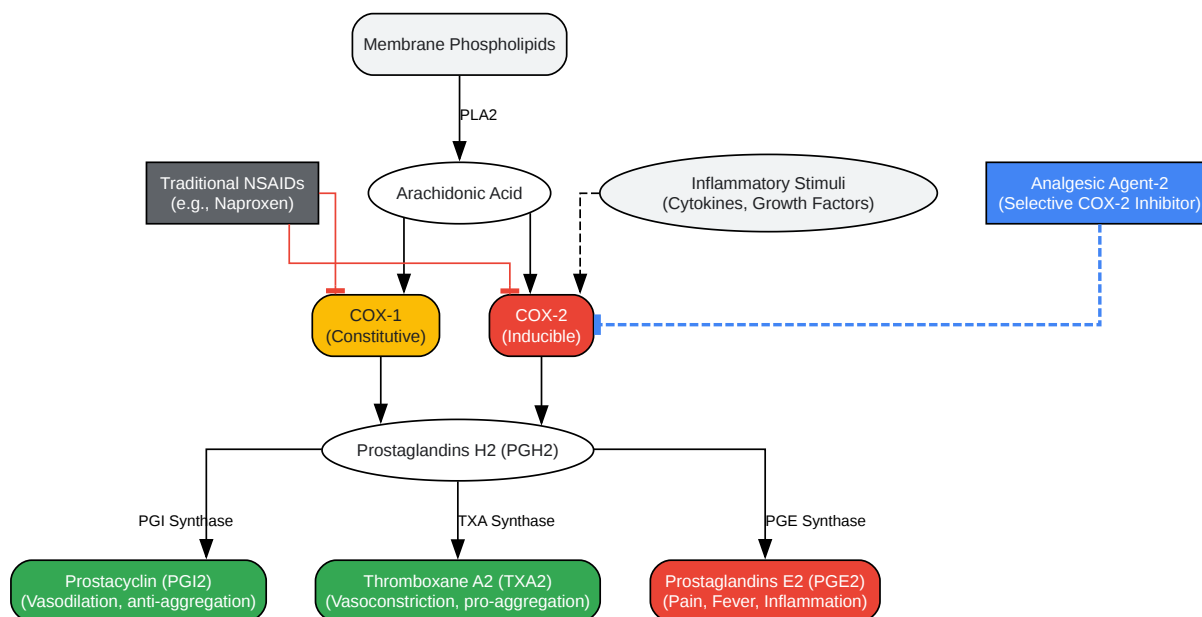 Membrane Phospholipids
PLA2
Traditional NSAIDs
(e.g., Naproxen)
Arachidonic Acid
Inflammatory Stimuli
(Cytokines, Growth Factors)
Analgesic Agent-2
(Selective COX-2 Inhibitor)
COX-1
(Constitutive)
COX-2
(Inducible)
Prostaglandins H2 (PGH2)
PGI Synthase
TXA Synthase
PGE Synthase
Prostacyclin (PGI2)
(Vasodilation, anti-aggregation)
Thromboxane A2 (TXA2)
(Vasoconstriction, pro-aggregation)
Prostaglandins E2 (PGE2)
(Pain, Fever, Inflammation)